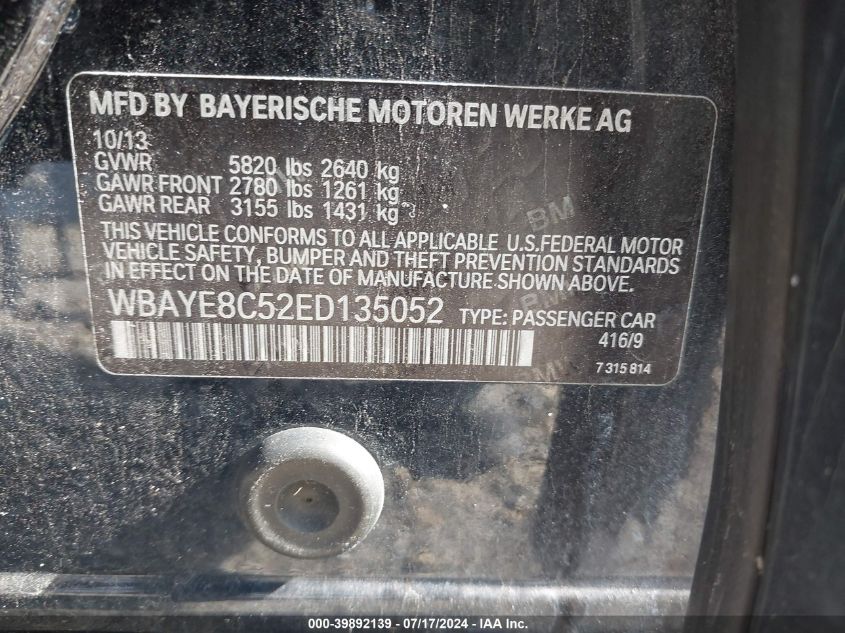 MFD BY BAYERISCHE MOTOREN WERKE AG
10/13
GVWR 5820 lbs 2640 kg
GAWR FRONT 2780 lbs 1261 kg
GAWR REAR 3155 lbs 1431 kg
THIS VEHICLE CONFORMS TO ALL APPLICABLE U.S.FEDERAL MOTOR
VEHICLE SAFETY, BUMPER AND THEFT PREVENTION STANDARDS
IN EFFECT ON THE DATE OF MANUFACTURE SHOWN ABOVE.
WBAYE8C52ED135052 TYPE: PASSENGER CAR
416/9
7 315 814
000-39892139 - 07/17/2024 - IAA Inc.